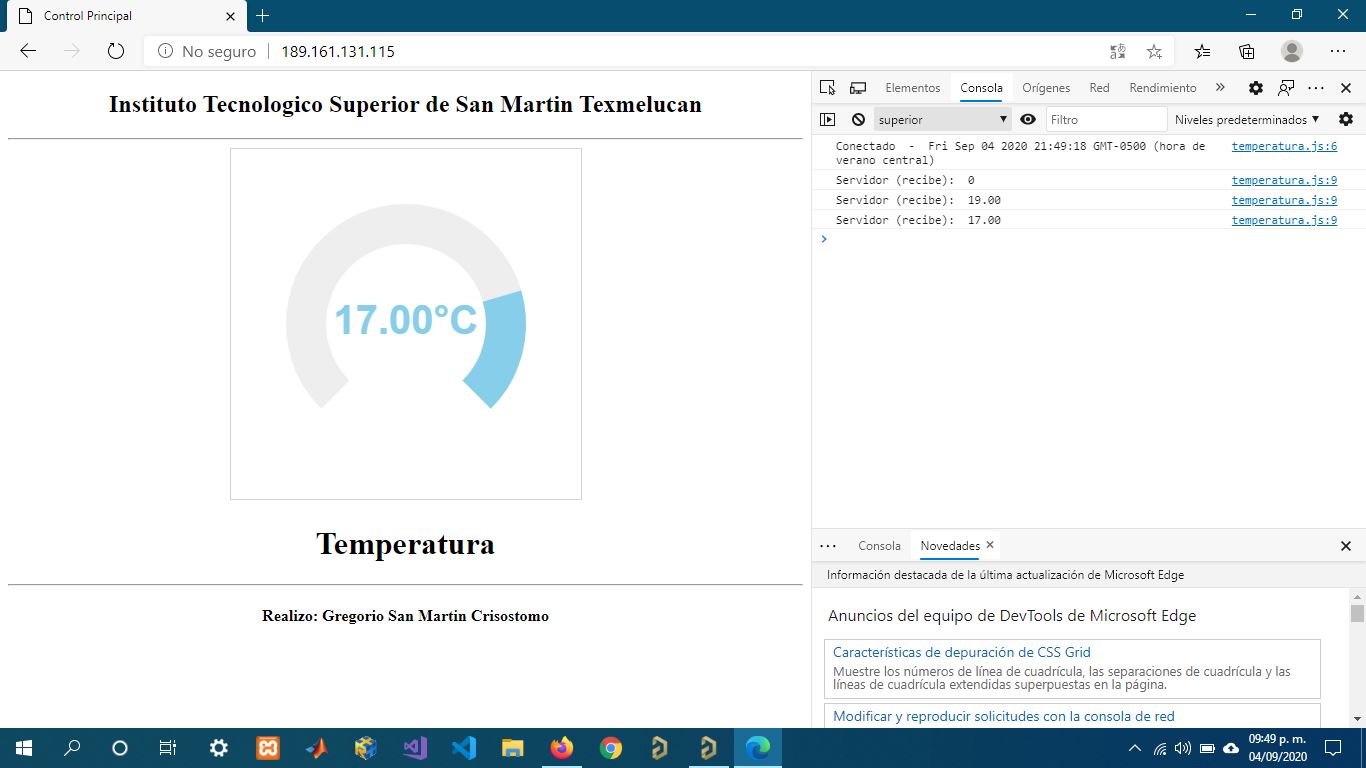 Control Principal
No seguro
189.161.131.115
Instituto Tecnologico Superior de San Martin Texmelucan
17.00°C
Temperatura
Realizo: Gregorio San Martin Crisostomo
Elementos Consola Orígenes Red Rendimiento
superior Filtro Niveles predeterminados
Conectado - Fri Sep 04 2020 21:49:18 GMT-0500 (hora de temperatura.js:6
verano central)
Servidor (recibe): 0 temperatura.js:9
Servidor (recibe): 19.00 temperatura.js:9
Servidor (recibe): 17.00 temperatura.js:9
Consola Novedades
Información destacada de la última actualización de Microsoft Edge
Anuncios del equipo de DevTools de Microsoft Edge
Características de depuración de CSS Grid
Muestre los números de línea de cuadrícula, las separaciones de cuadrícula y las
líneas de cuadrícula extendidas superpuestas en la página.
Modificar y reproducir solicitudes con la consola de red
09:49 p. m.
04/09/2020